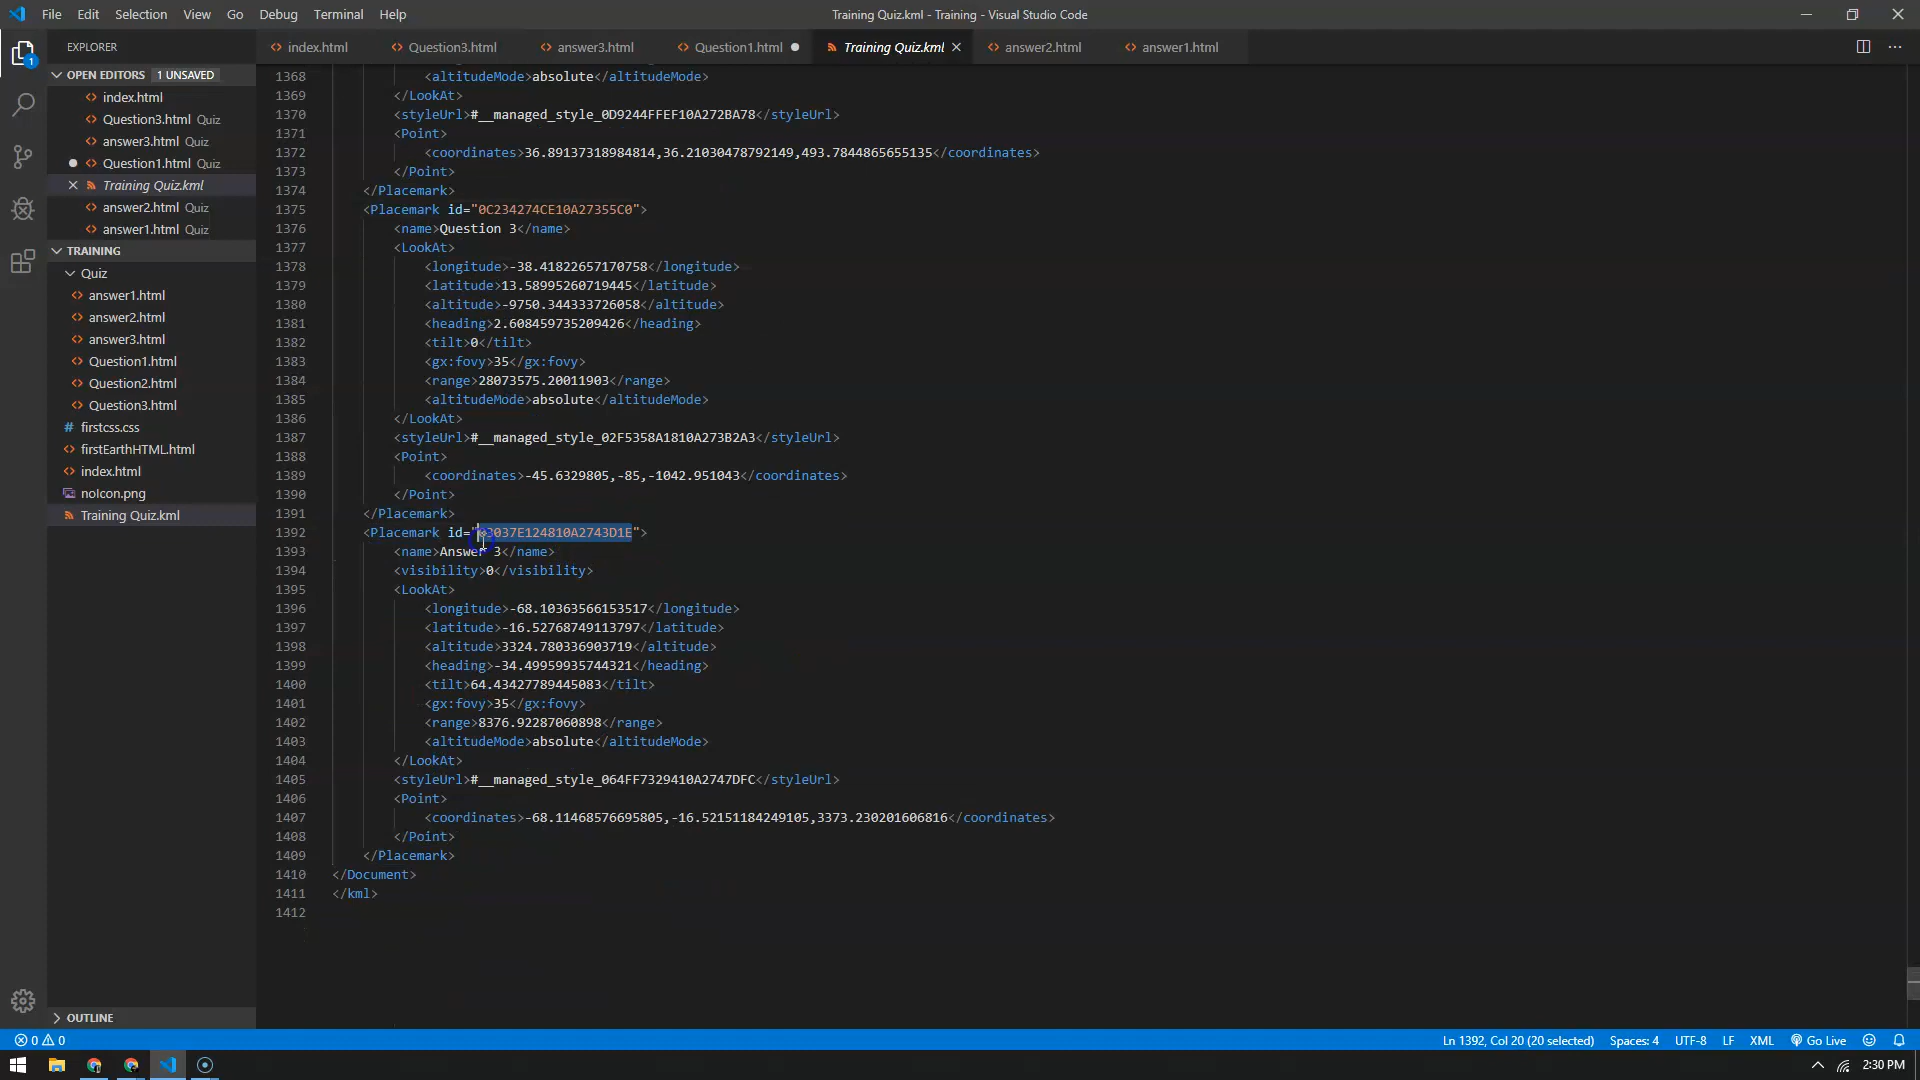 File Edit Selection View Go Debug Terminal Help
Training Quiz.kml - Training - Visual Studio Code
EXPLORER
index.html Question3.html answer3.html Question1.html Training Quiz.kml answer2.html answer1.html
OPEN EDITORS 1 UNSAVED
index.html
Question3.html Quiz
answer3.html Quiz
Question1.html Quiz
Training Quiz.kml
answer2.html Quiz
answer1.html Quiz
TRAINING
Quiz
answer1.html
answer2.html
answer3.html
Question1.html
Question2.html
Question3.html
firstcss.css
firstEarthHTML.html
index.html
noIcon.png
Training Quiz.kml
OUTLINE
1368 <altitudeMode>absolute</altitudeMode>
1369 </LookAt>
1370 <styleUrl>#__managed_style_0D9244FFEF10A272BA78</styleUrl>
1371 <Point>
1372 <coordinates>36.89137318984814,36.21030478792149,493.7844865655135</coordinates>
1373 </Point>
1374 </Placemark>
1375 <Placemark id="0C234274CE10A27355C0">
1376 <name>Question 3</name>
1377 <LookAt>
1378 <longitude>-38.41822657170758</longitude>
1379 <latitude>13.58995260719445</latitude>
1380 <altitude>-9750.344333726058</altitude>
1381 <heading>2.608459735209426</heading>
1382 <tilt>0</tilt>
1383 <gx:fovy>35</gx:fovy>
1384 <range>28073575.20011903</range>
1385 <altitudeMode>absolute</altitudeMode>
1386 </LookAt>
1387 <styleUrl>#__managed_style_02F5358A1810A273B2A3</styleUrl>
1388 <Point>
1389 <coordinates>-45.6329805,-85,-1042.951043</coordinates>
1390 </Point>
1391 </Placemark>
1392 <Placemark id="03037E124810A2743D1E">
1393 <name>Answer 3</name>
1394 <visibility>0</visibility>
1395 <LookAt>
1396 <longitude>-68.10363566153517</longitude>
1397 <latitude>-16.52768749113797</latitude>
1398 <altitude>3324.780336903719</altitude>
1399 <heading>-34.49959935744321</heading>
1400 <tilt>64.43427789445083</tilt>
1401 <gx:fovy>35</gx:fovy>
1402 <range>8376.92287060898</range>
1403 <altitudeMode>absolute</altitudeMode>
1404 </LookAt>
1405 <styleUrl>#__managed_style_064FF7329410A2747DFC</styleUrl>
1406 <Point>
1407 <coordinates>-68.11468576695805,-16.52151184249105,3373.230201606816</coordinates>
1408 </Point>
1409 </Placemark>
1410 </Document>
1411 </kml>
1412
0 0
Ln 1392, Col 20 (20 selected) Spaces: 4 UTF-8 LF XML Go Live
2:30 PM